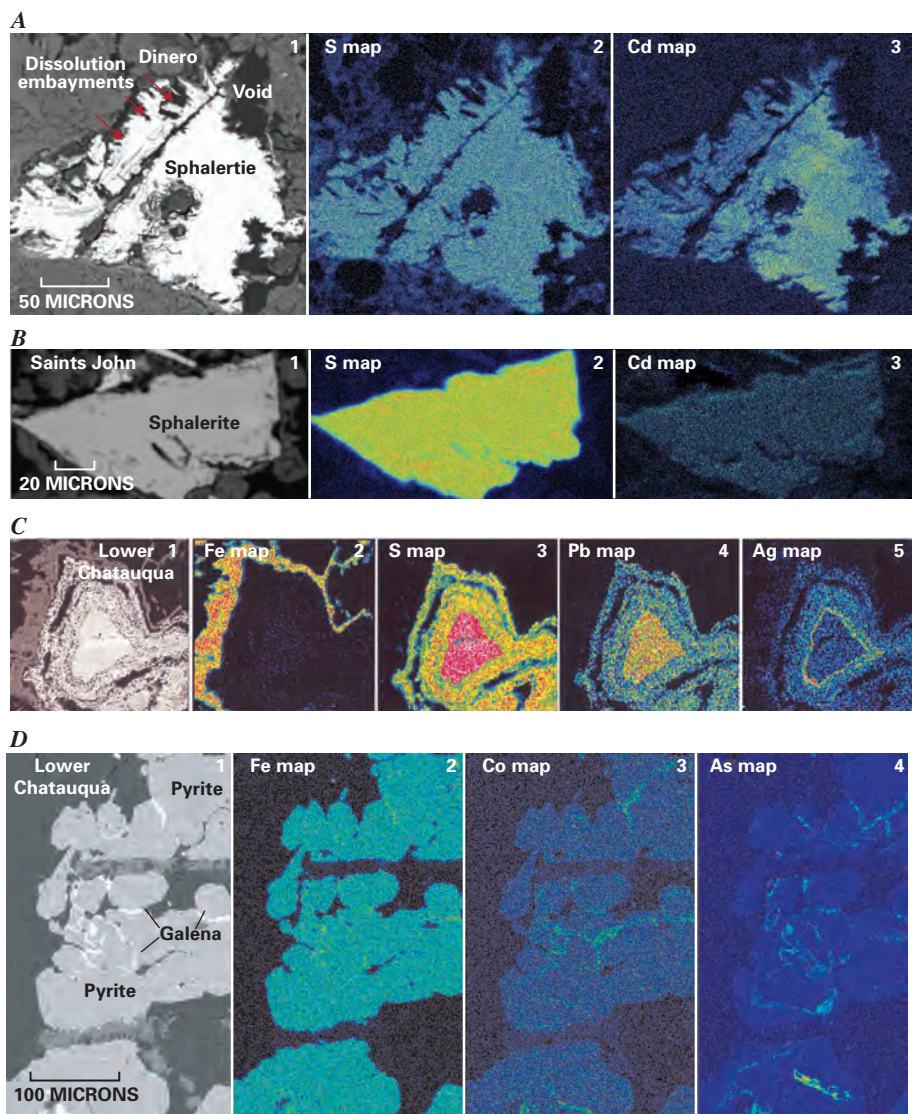 A
1
Dinero
Dissolution
embayments
Void
Sphalertie
50 MICRONS
S map
2
Cd map
3
B
Saints John
1
Sphalerite
20 MICRONS
S map
2
Cd map
3
C
Lower
Chatauqua
1
Fe map
2
S map
3
Pb map
4
Ag map
5
D
Lower
Chatauqua
1
Pyrite
Galena
Pyrite
100 MICRONS
Fe map
2
Co map
3
As map
4